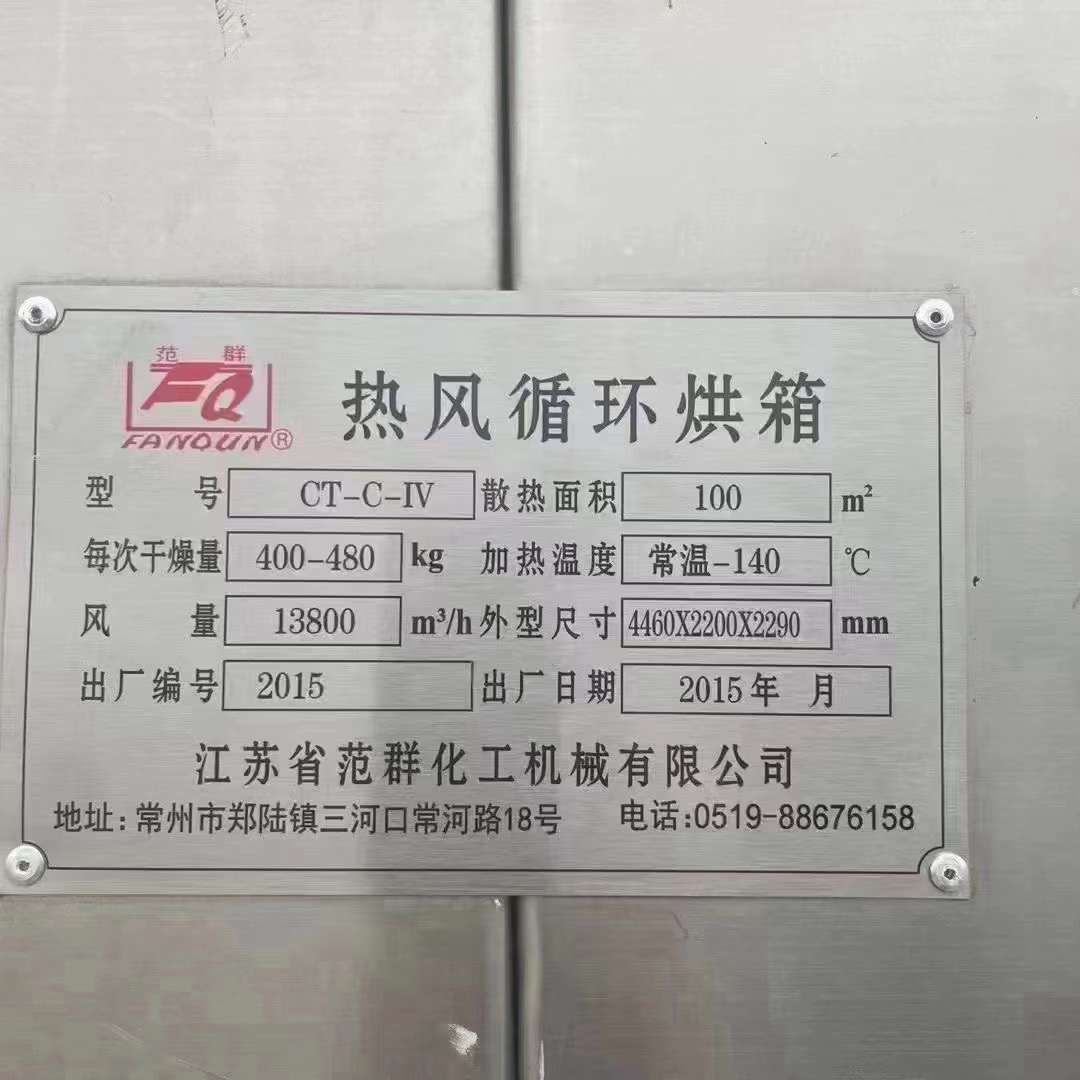 范群
FQ
FANQUN®
热风循环烘箱
型号 CT-C-IV 散热面积 100 m²
每次干燥量 400-480 kg 加热温度 常温-140 ℃
风量 13800 m³/h 外型尺寸 4460X2200X2290 mm
出厂编号 2015 出厂日期 2015年 月
江苏省范群化工机械有限公司
地址:常州市郑陆镇三河口常河路18号 电话:0519-88676158